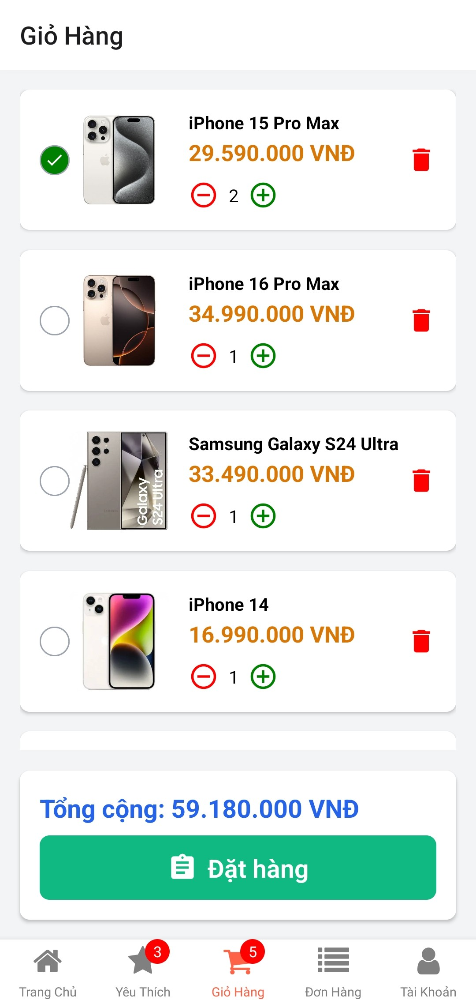 Giỏ Hàng
iPhone 15 Pro Max
29.590.000 VNĐ
2
iPhone 16 Pro Max
34.990.000 VNĐ
1
Samsung Galaxy S24 Ultra
33.490.000 VNĐ
1
Galaxy
S24 Ultra
iPhone 14
16.990.000 VNĐ
1
Tổng cộng: 59.180.000 VNĐ
Đặt hàng
3
5
Trang Chủ
Yêu Thích
Giỏ Hàng
Đơn Hàng
Tài Khoản